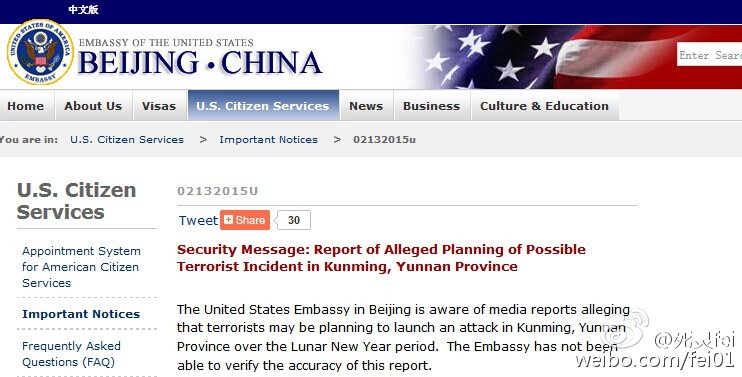 中文版
EMBASSY OF THE UNITED STATES
BEIJING · CHINA
UNITED STATES OF AMERICA
EMBASSY
Enter Sear
Home About Us Visas U.S. Citizen Services News Business Culture & Education
You are in: U.S. Citizen Services > Important Notices > 02132015u
U.S. Citizen
Services
Appointment System
for American Citizen
Services
Important Notices
Frequently Asked
Questions (FAQ)
02132015U
Tweet Share 30
Security Message: Report of Alleged Planning of Possible
Terrorist Incident in Kunming, Yunnan Province
The United States Embassy in Beijing is aware of media reports alleging
that terrorists may be planning to launch an attack in Kunming, Yunnan
Province over the Lunar New Year period. The Embassy has not been
able to verify the accuracy of this report.
@死灵fei
weibo.com/fei01